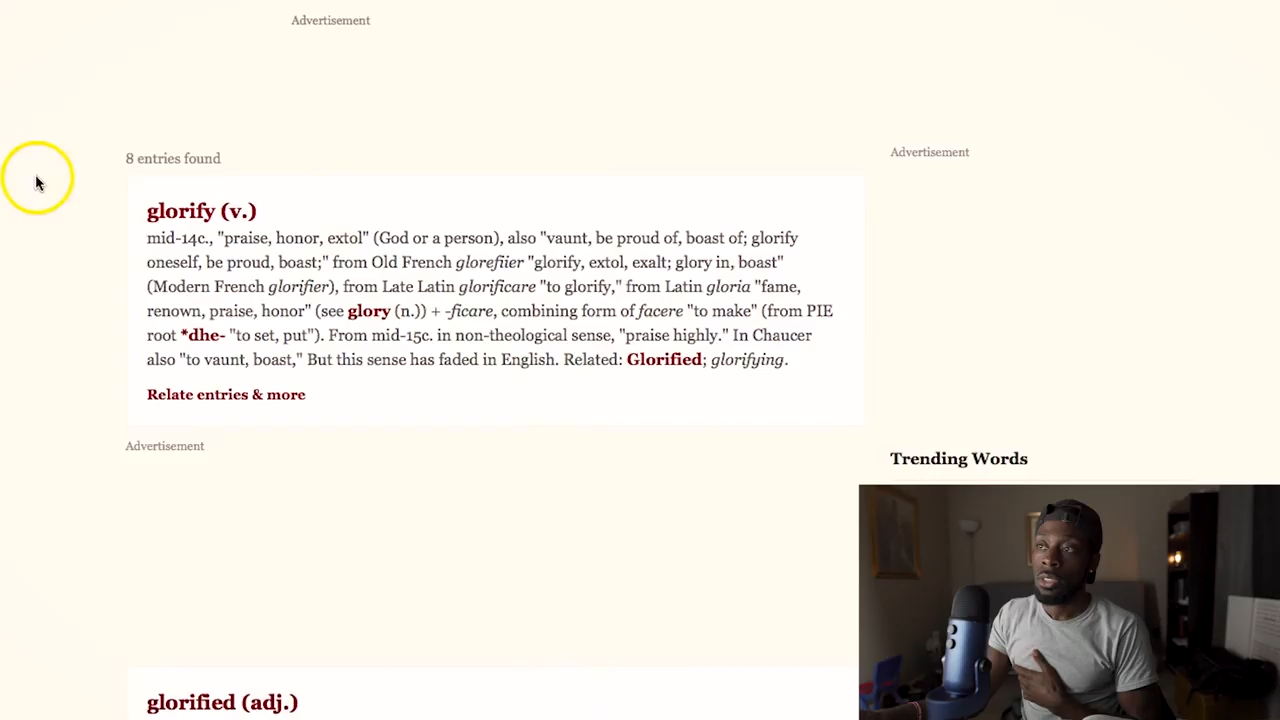 Advertisement
8 entries found
Advertisement
glorify (v.)
mid-14c., "praise, honor, extol" (God or a person), also "vaunt, be proud of, boast of; glorify
oneself, be proud, boast;" from Old French glorefiier "glorify, extol, exalt; glory in, boast"
(Modern French glorifier), from Late Latin glorificare "to glorify," from Latin gloria "fame,
renown, praise, honor" (see glory (n.)) + -ficare, combining form of facere "to make" (from PIE
root *dhe- "to set, put"). From mid-15c. in non-theological sense, "praise highly." In Chaucer
also "to vaunt, boast," But this sense has faded in English. Related: Glorified; glorifying.
Relate entries & more
Advertisement
Trending Words
glorified (adj.)